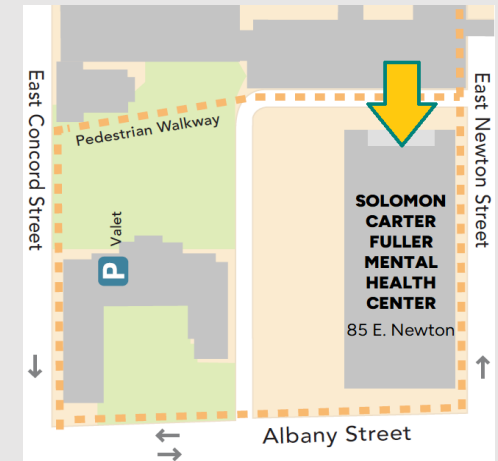 East Concord Street
Pedestrian Walkway
East Newton Street
Valet
P
SOLOMON
CARTER
FULLER
MENTAL
HEALTH
CENTER
85 E. Newton
Albany Street